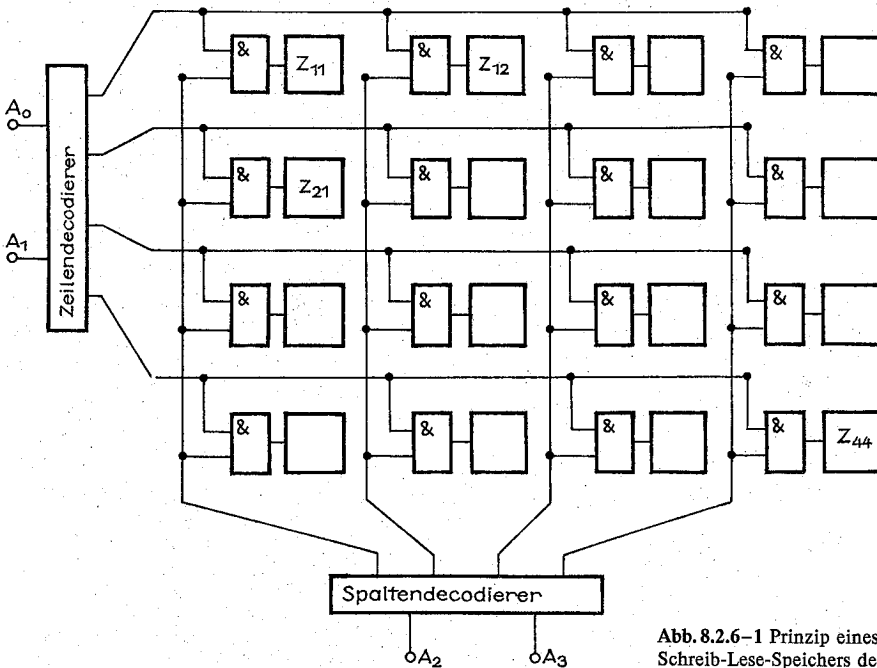 & Z11 & Z12 & &
A0
Zeilendecodierer
& Z21 & & &
A1
& & & &
& & & & Z44
Spaltendecodierer
A2 A3
Abb. 8.2.6–1 Prinzip eines
Schreib-Lese-Speichers de